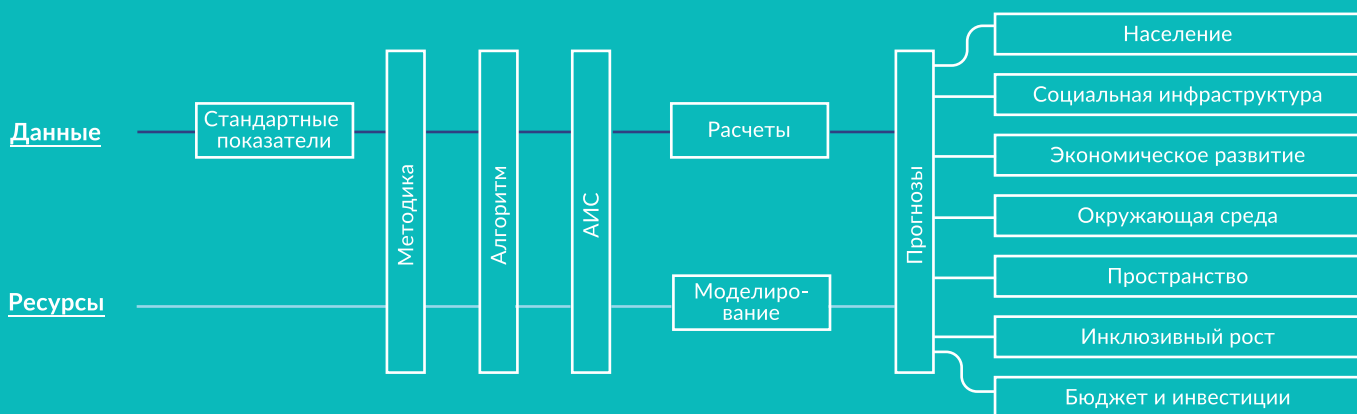 Данные
Стандартные
показатели
Методика
Алгоритм
АИС
Расчеты
Ресурсы
Моделиро-
вание
Прогнозы
Население
Социальная инфраструктура
Экономическое развитие
Окружающая среда
Пространство
Инклюзивный рост
Бюджет и инвестиции